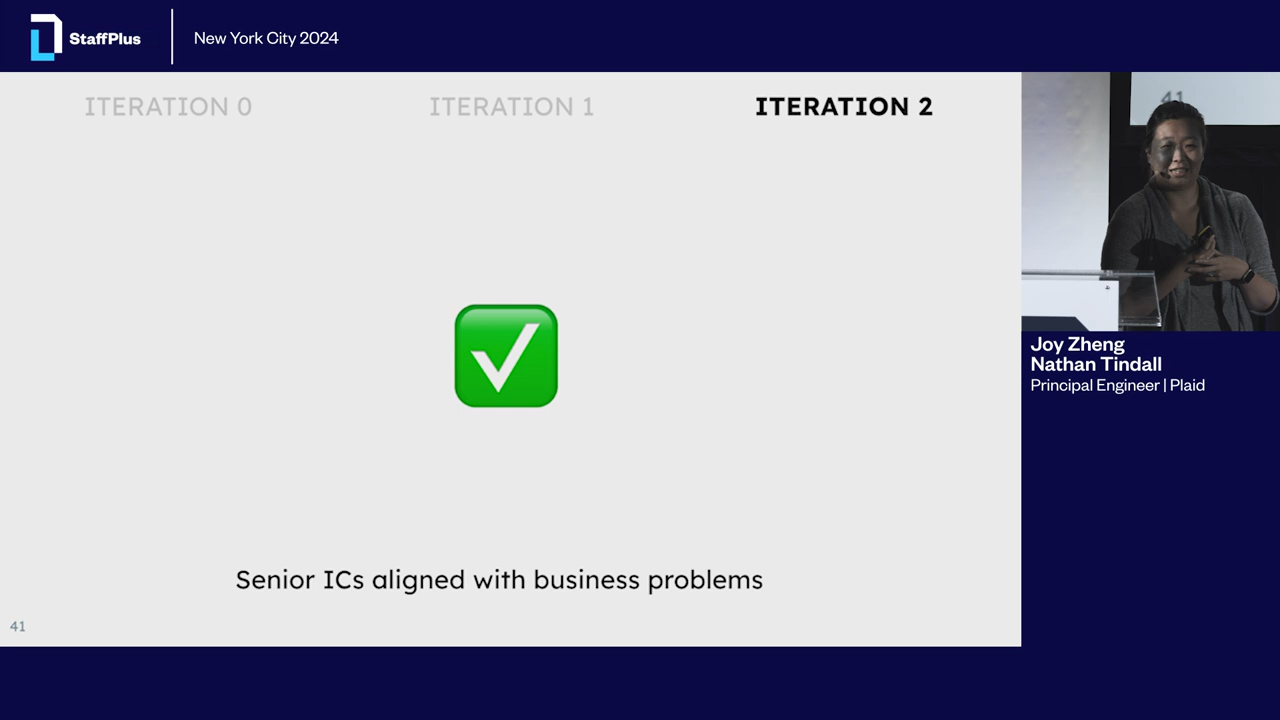 StaffPlus
New York City 2024
ITERATION 0
ITERATION 1
ITERATION 2
41
Senior ICs aligned with business problems
41
Joy Zheng
Nathan Tindall
Principal Engineer | Plaid